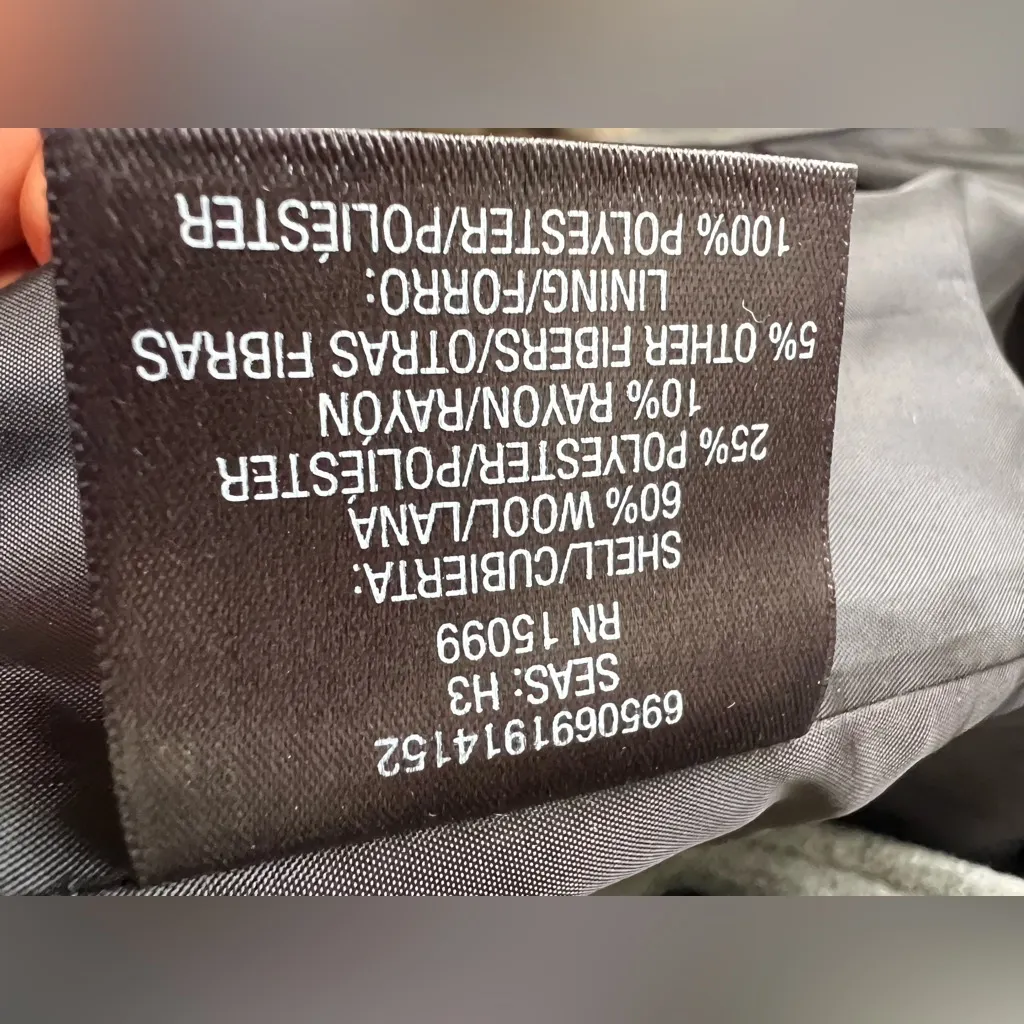 695069914152
SEAS: H3
RN 15099
SHELL/CUBIERTA:
60% WOOL/LANA
25% POLYESTER/POLIÉSTER
10% RAYON/RAYÓN
5% OTHER FIBERS/OTRAS FIBRAS
LINING/FORRO:
100% POLYESTER/POLIÉSTER